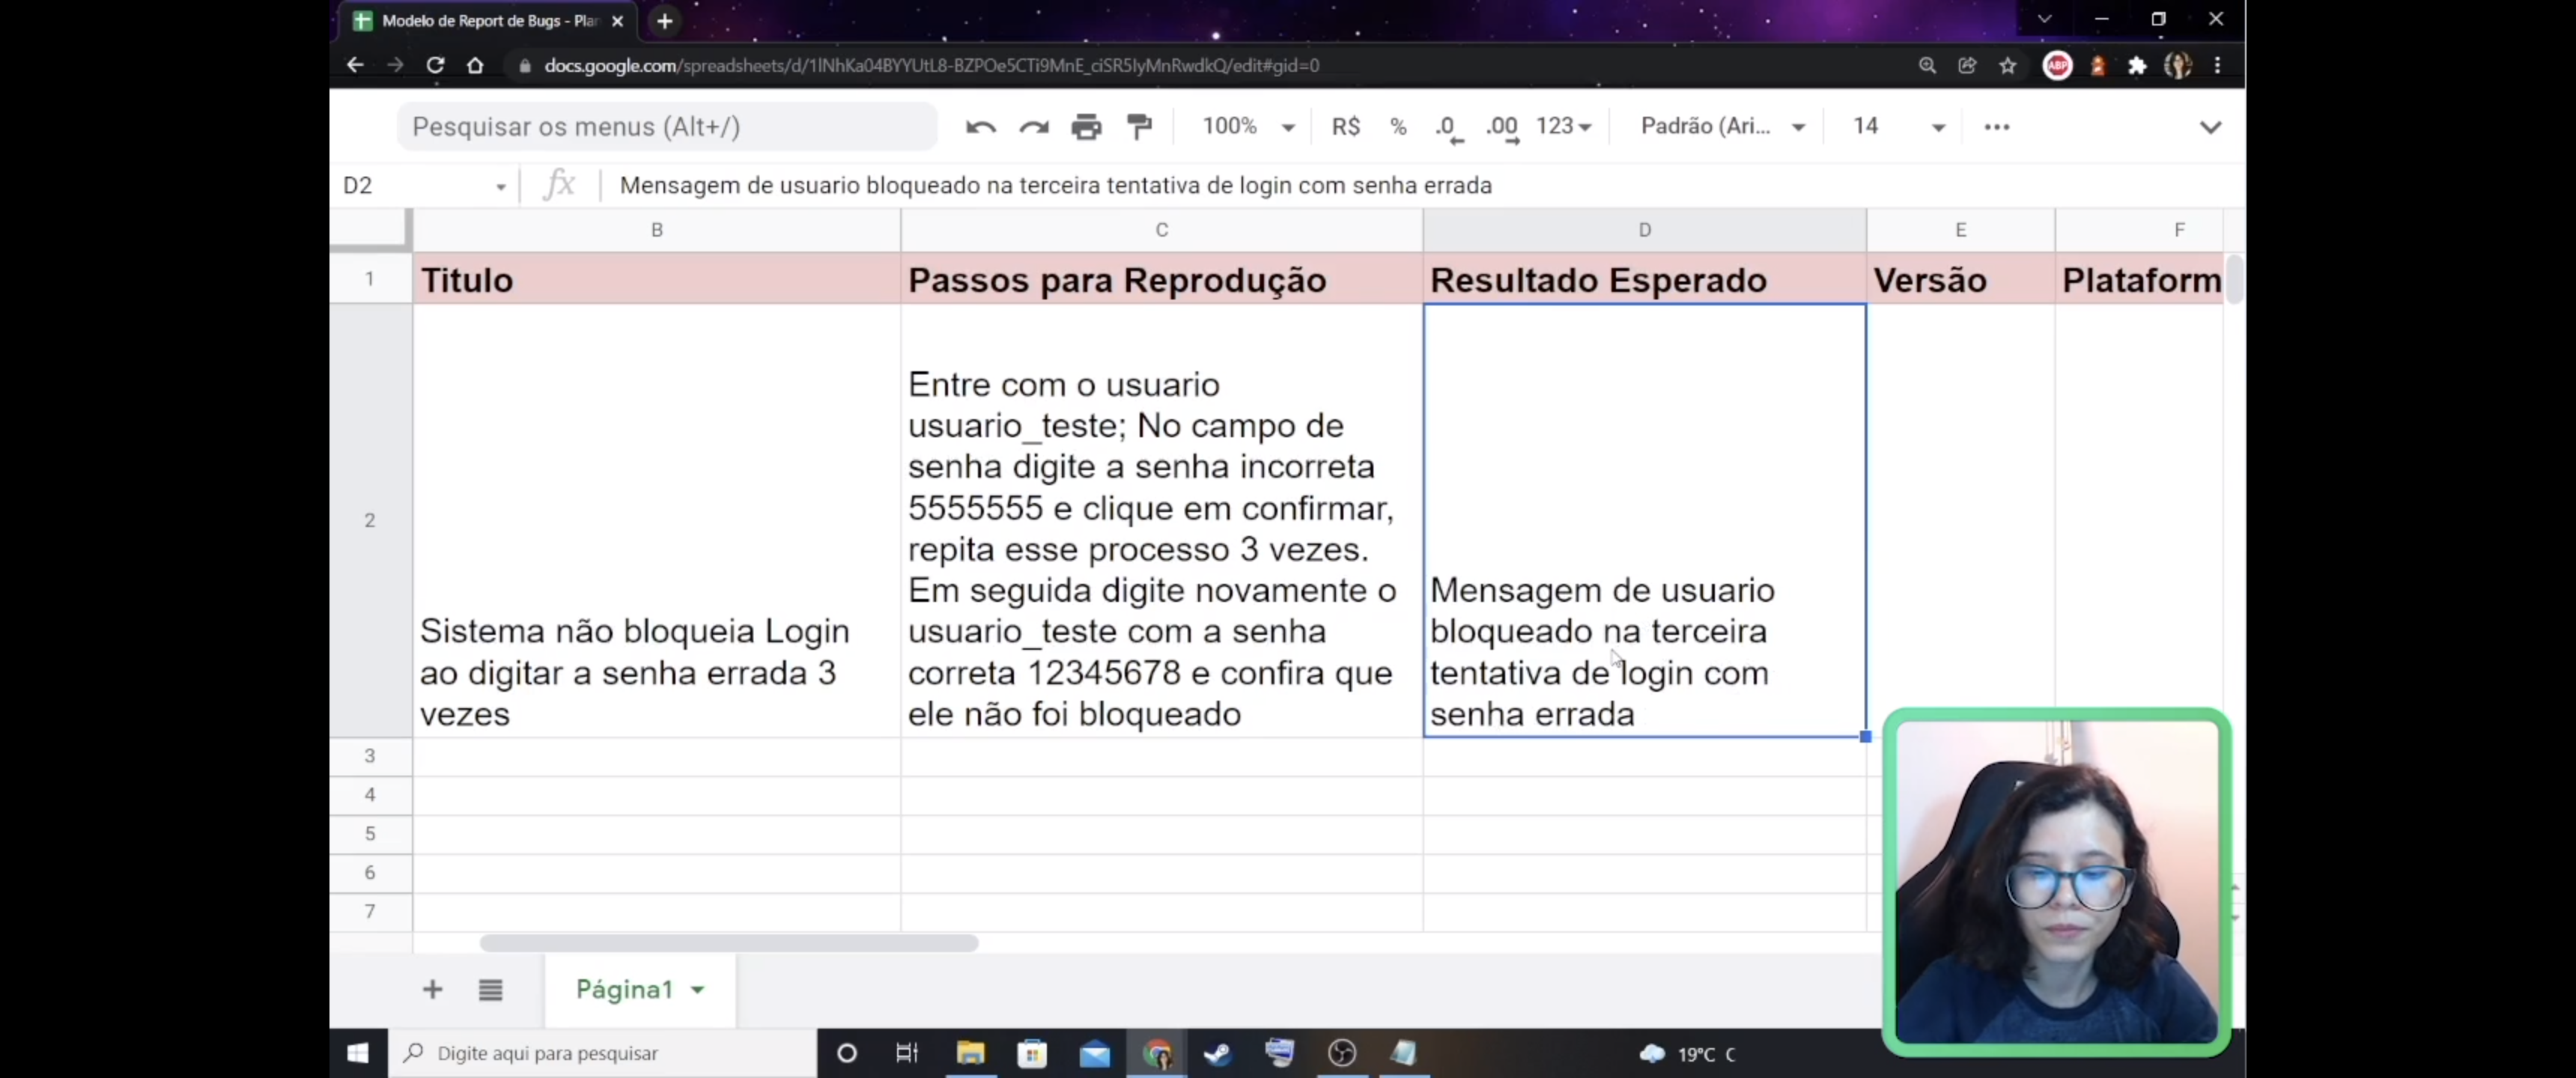 Modelo de Report de Bugs - Plan
docs.google.com/spreadsheets/d/1lNhKa04BYYUtL8-BZPOe5CTi9MnE_ciSR5IyMnRwdkQ/edit#gid=0
ABP
Pesquisar os menus (Alt+/)
100%
R$ % .0 .00 123
Padrão (Ari...
14
D2
fx
Mensagem de usuario bloqueado na terceira tentativa de login com senha errada
B C D E F
1
Titulo
Passos para Reprodução
Resultado Esperado
Versão
Plataform
2
Sistema não bloqueia Login
ao digitar a senha errada 3
vezes
Entre com o usuario
usuario_teste; No campo de
senha digite a senha incorreta
5555555 e clique em confirmar,
repita esse processo 3 vezes.
Em seguida digite novamente o
usuario_teste com a senha
correta 12345678 e confira que
ele não foi bloqueado
Mensagem de usuario
bloqueado na terceira
tentativa de login com
senha errada
3
4
5
6
7
Página1
Digite aqui para pesquisar
19°C C